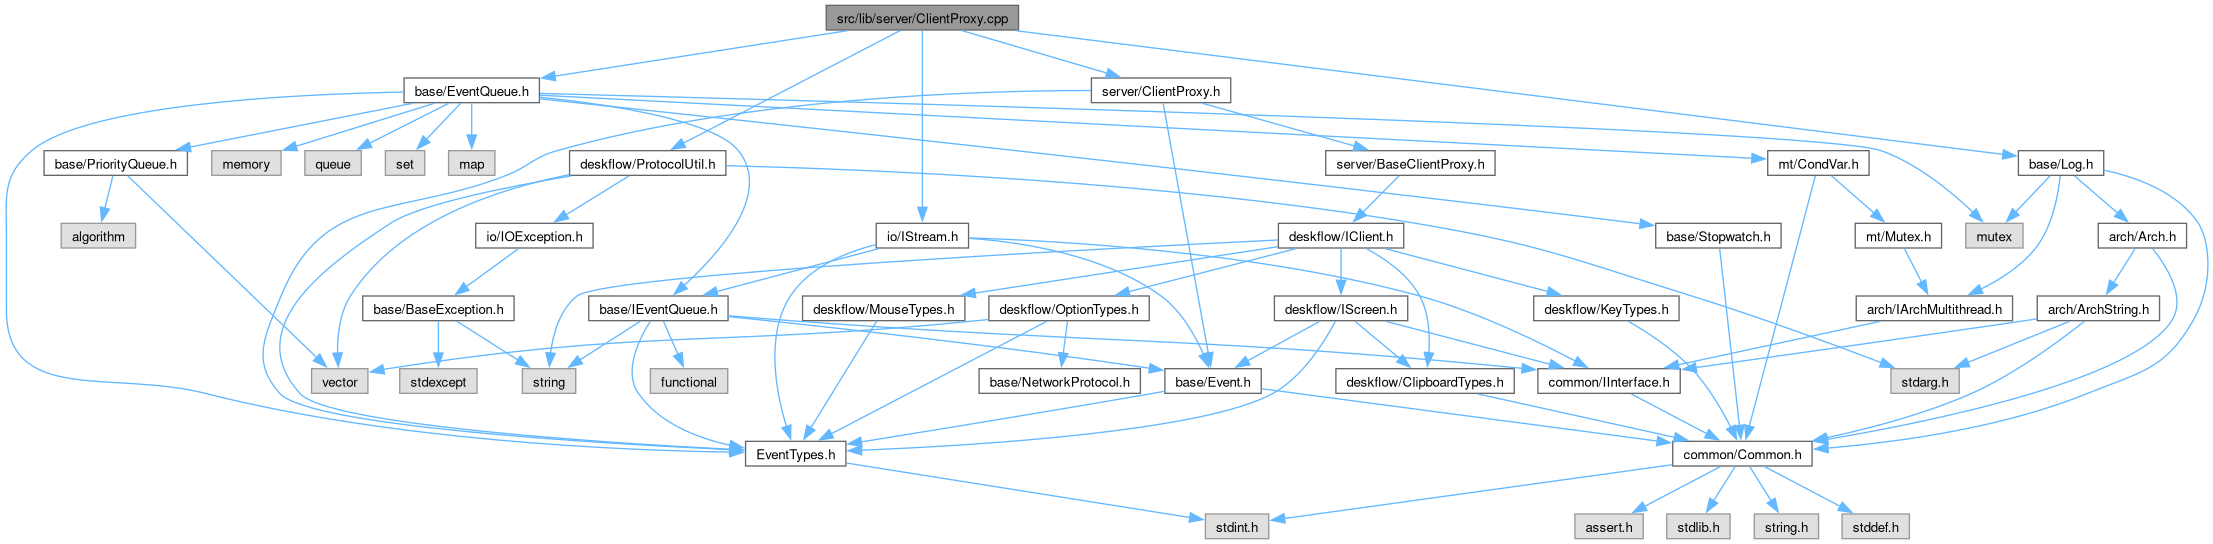 src/lib/server/ClientProxy.cpp
base/EventQueue.h
server/ClientProxy.h
base/PriorityQueue.h
memory
queue
set
map
deskflow/ProtocolUtil.h
server/BaseClientProxy.h
mt/CondVar.h
base/Log.h
algorithm
io/IOException.h
io/IStream.h
deskflow/IClient.h
base/Stopwatch.h
mt/Mutex.h
mutex
arch/Arch.h
base/BaseException.h
base/IEventQueue.h
deskflow/MouseTypes.h
deskflow/OptionTypes.h
deskflow/IScreen.h
deskflow/KeyTypes.h
arch/IArchMultithread.h
arch/ArchString.h
vector
stdexcept
string
functional
base/NetworkProtocol.h
base/Event.h
deskflow/ClipboardTypes.h
common/IInterface.h
stdarg.h
EventTypes.h
common/Common.h
stdint.h
assert.h
stdlib.h
string.h
stddef.h